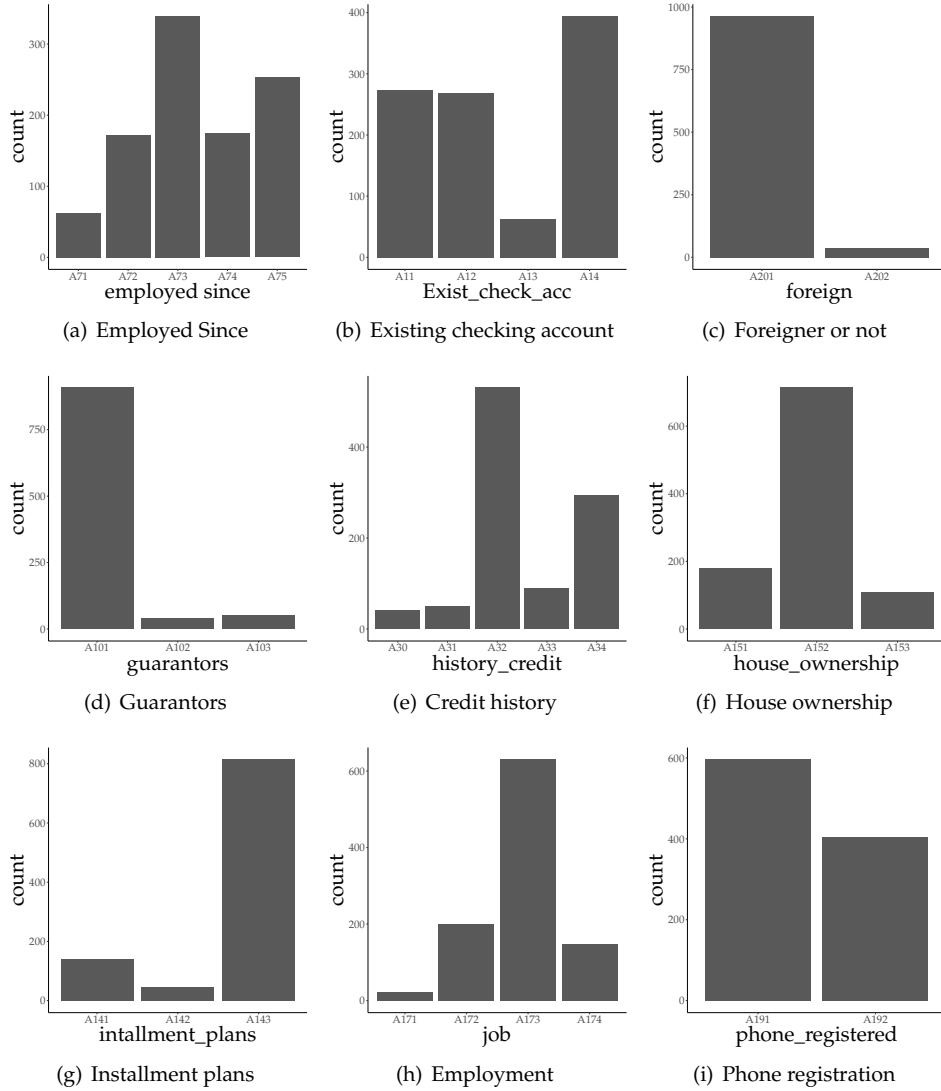 count
300
200
100
0
A71 A72 A73 A74 A75
employed since
(a) Employed Since
count
400
300
200
100
0
A11 A12 A13 A14
Exist_check_acc
(b) Existing checking account
count
1000
750
500
250
0
A201 A202
foreign
(c) Foreigner or not
count
750
500
250
0
A101 A102 A103
guarantors
(d) Guarantors
count
400
200
0
A30 A31 A32 A33 A34
history_credit
(e) Credit history
count
600
400
200
0
A151 A152 A153
house_ownership
(f) House ownership
count
800
600
400
200
0
A141 A142 A143
intallment_plans
(g) Installment plans
count
600
400
200
0
A171 A172 A173 A174
job
(h) Employment
count
600
400
200
0
A191 A192
phone_registered
(i) Phone registration